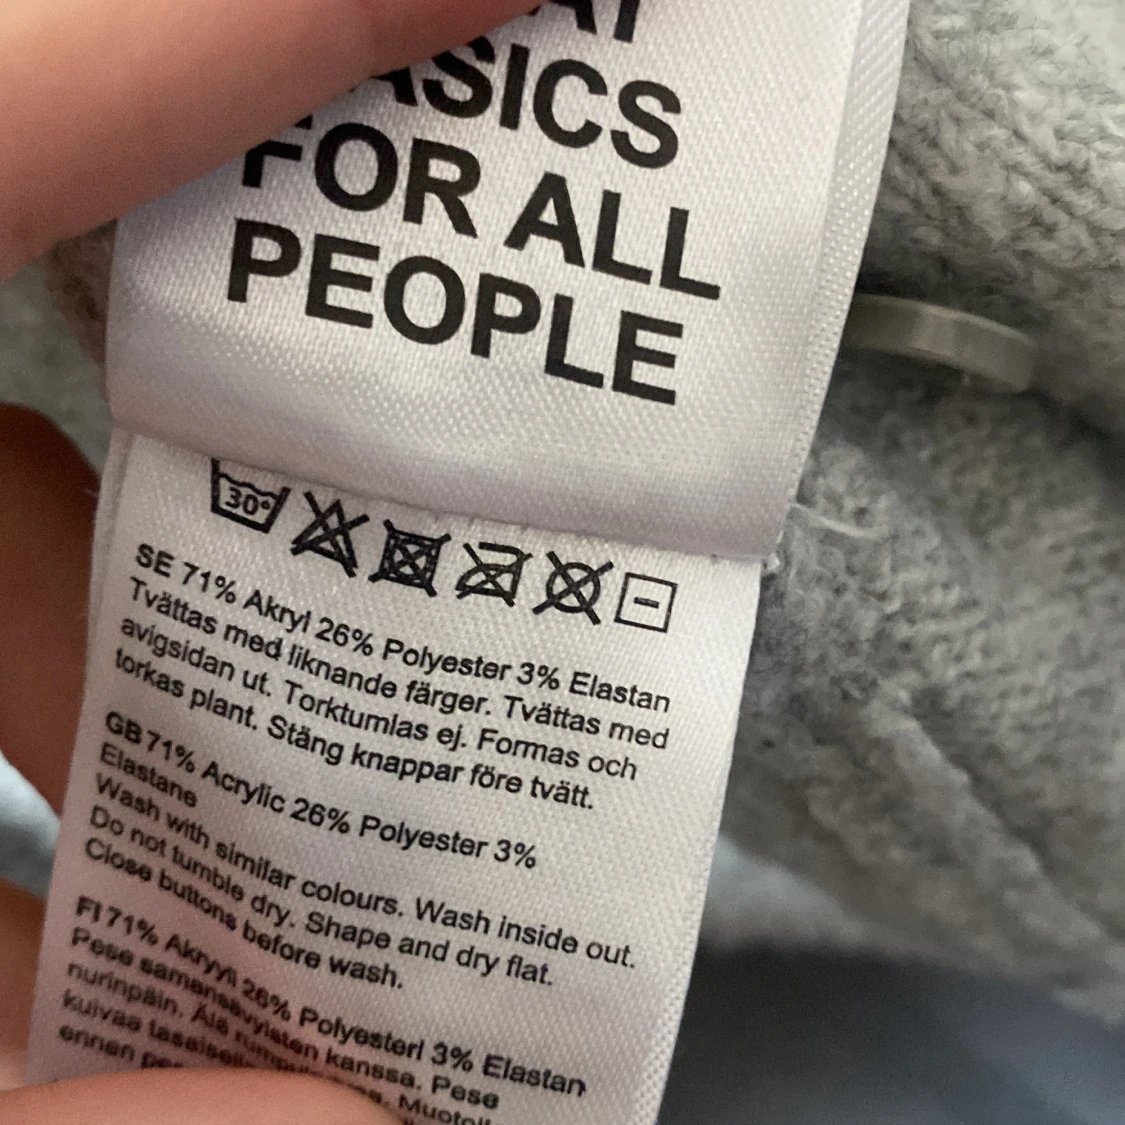 ASICS
FOR ALL
PEOPLE
30°
SE 71% Akryl 26% Polyester 3% Elastan
Tvättas med liknande färger. Tvättas med
avigsidan ut. Torktumlas ej. Formas och
torkas plant. Stäng knappar före tvätt.
GB 71% Acrylic 26% Polyester 3%
Elastane
Wash with similar colours. Wash inside out.
Do not tumble dry. Shape and dry flat.
Close buttons before wash.
FI 71% Akryyli 26% Polyesteri 3% Elastan
Pese samansävyisten kanssa. Pese
nurinpäin. Älä
kuivaa
ennen